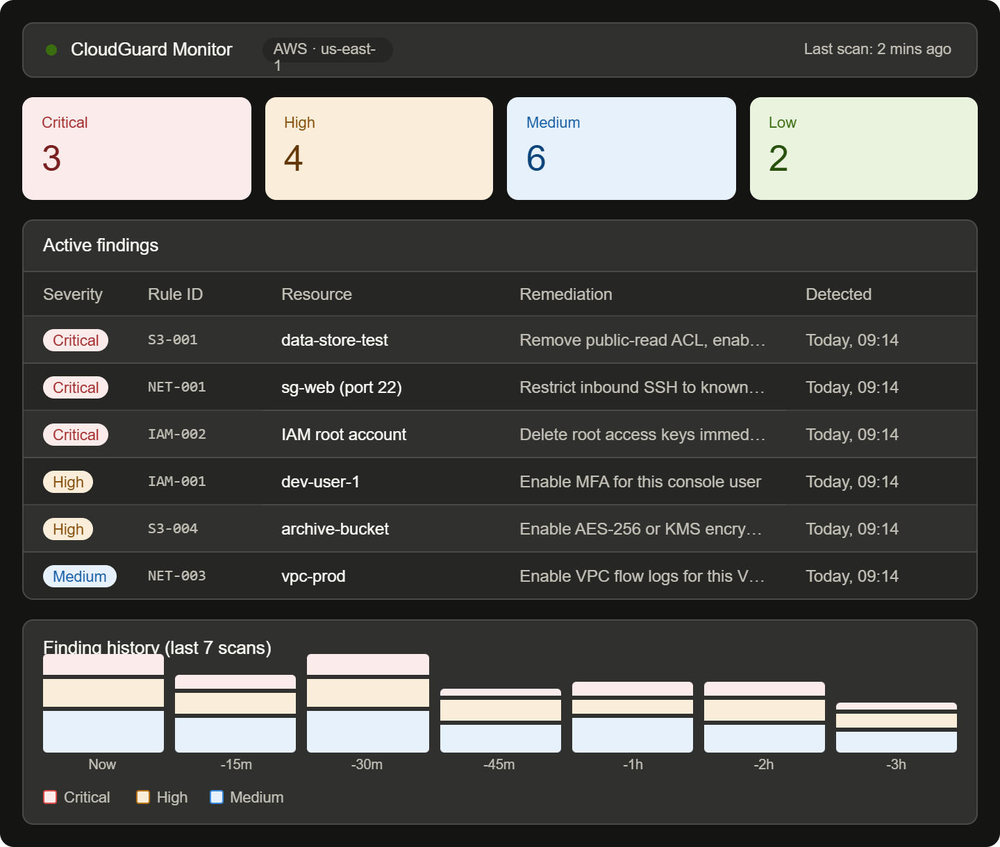 CloudGuard Monitor
AWS · us-east-
1
Last scan: 2 mins ago
Critical
3
High
4
Medium
6
Low
2
Active findings
Severity Rule ID Resource Remediation Detected
Critical S3-001 data-store-test Remove public-read ACL, enab… Today, 09:14
Critical NET-001 sg-web (port 22) Restrict inbound SSH to known… Today, 09:14
Critical IAM-002 IAM root account Delete root access keys immed… Today, 09:14
High IAM-001 dev-user-1 Enable MFA for this console user Today, 09:14
High S3-004 archive-bucket Enable AES-256 or KMS encry… Today, 09:14
Medium NET-003 vpc-prod Enable VPC flow logs for this V… Today, 09:14
Finding history (last 7 scans)
Now -15m -30m -45m -1h -2h -3h
Critical High Medium